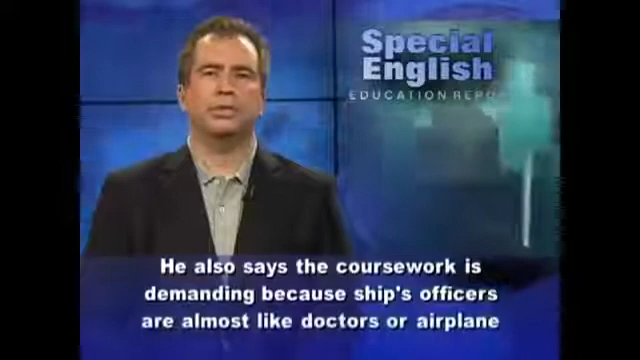 Special
English
EDUCATION REPO
He also says the coursework is
demanding because ship's officers
are almost like doctors or airplane